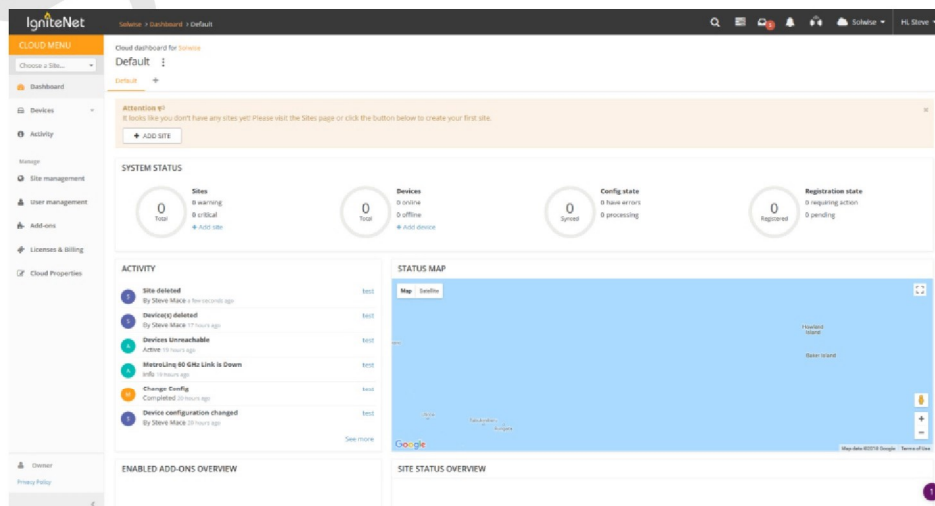 IgniteNet
Solwise > Dashboard > Default
Solwise
Hi, Steve
CLOUD MENU
Choose a Site...
Dashboard
Devices
Activity
Manage
Site management
User management
Add-ons
Licenses & Billing
Cloud Properties
Owner
Privacy Policy
Cloud dashboard for Solwise
Default
Default +
Attention
It looks like you don't have any sites yet! Please visit the Sites page or click the button below to create your first site.
+ ADD SITE
SYSTEM STATUS
0
Total
Sites
0 warning
0 critical
+ Add site
0
Total
Devices
0 online
0 offline
+ Add device
0
Synced
Config state
0 have errors
0 processing
0
Registered
Registration state
0 requiring action
0 pending
ACTIVITY
S
Site deleted
test
By Steve Mace a few seconds ago
S
Device(s) deleted
test
By Steve Mace 17 hours ago
A
Devices Unreachable
test
Active 19 hours ago
A
MetroLinq 60 GHz Link is Down
test
Info
M
Change Config
test
Completed 20 hours ago
S
Device configuration changed
test
By Steve Mace 20 hours ago
See more
STATUS MAP
Map Satellite
Howland
Island
Baker Island
Google
Map data ©2018 Google Terms of Use
ENABLED ADD-ONS OVERVIEW
SITE STATUS OVERVIEW
1